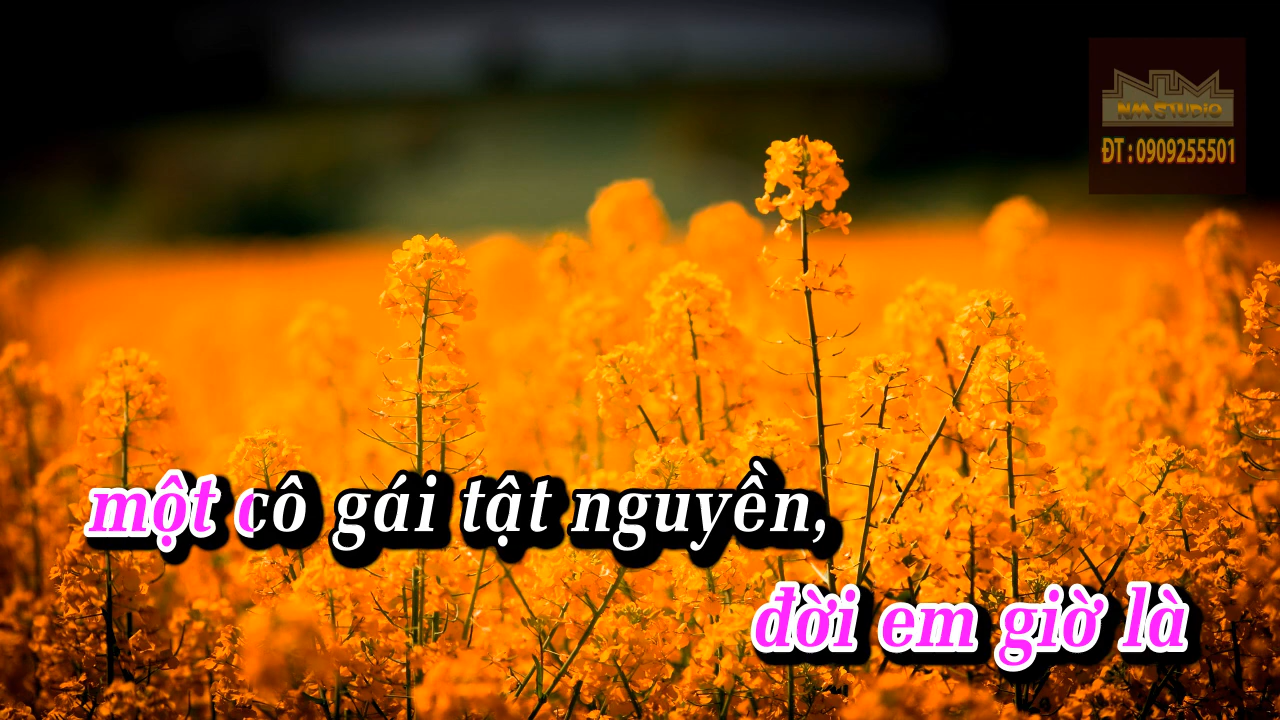 NM STUDIO
ĐT : 0909255501
một cô gái tật nguyền,
đời em giờ là